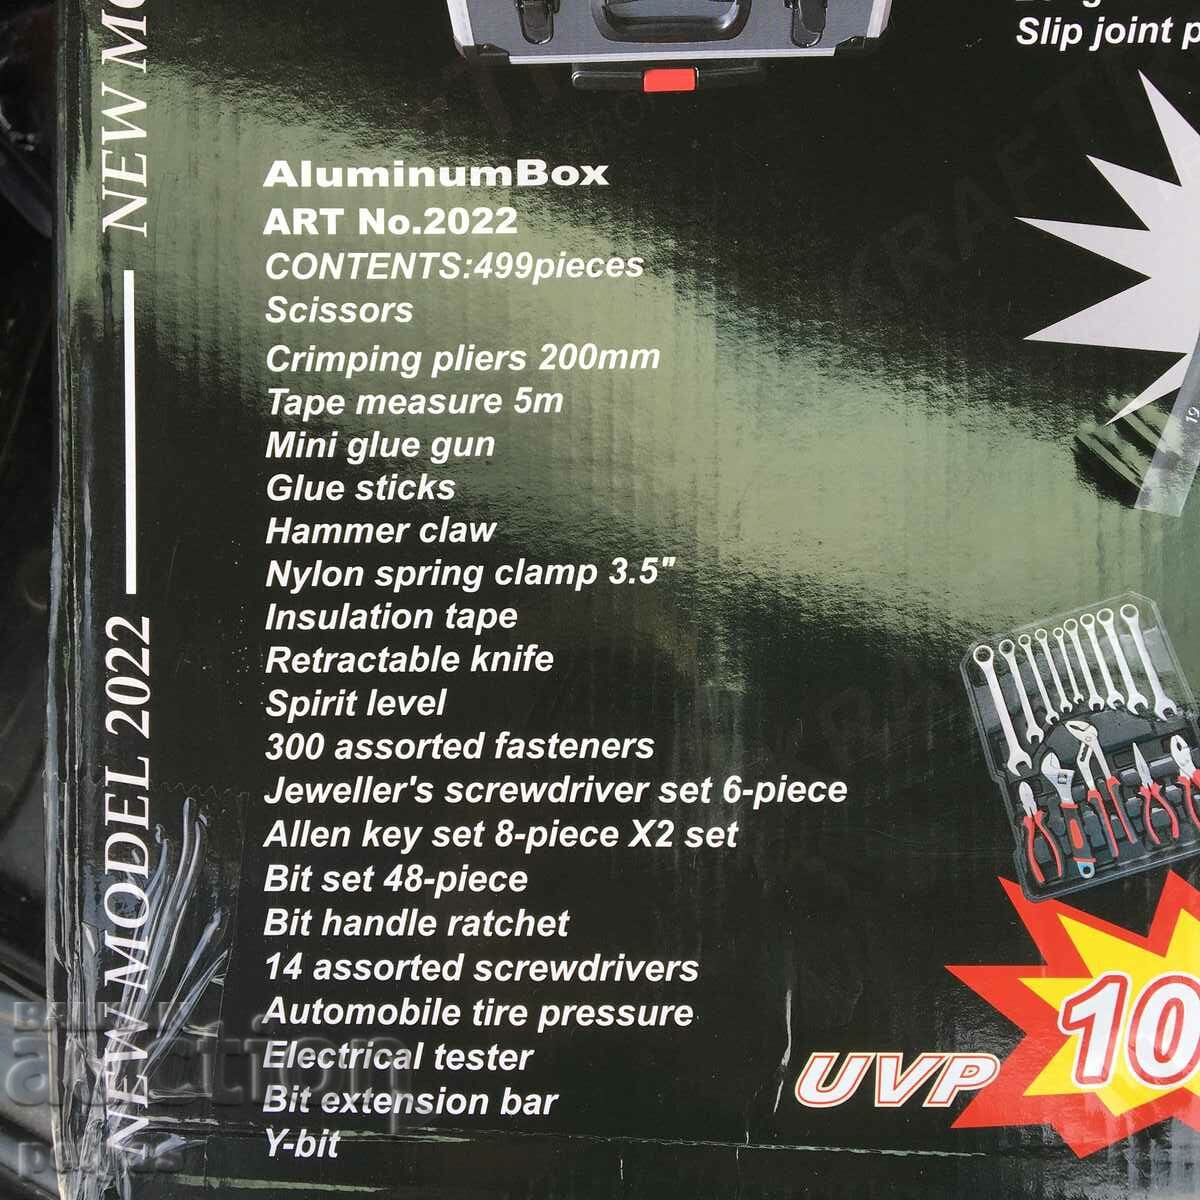 Slip joint
AluminumBox
ART No.2022
CONTENTS:499pieces
Scissors
Crimping pliers 200mm
Tape measure 5m
Mini glue gun
Glue sticks
Hammer claw
Nylon spring clamp 3.5"
Insulation tape
Retractable knife
Spirit level
300 assorted fasteners
Jeweller's screwdriver set 6-piece
Allen key set 8-piece X2 set
Bit set 48-piece
Bit handle ratchet
14 assorted screwdrivers
Automobile tire pressure
Electrical tester
Bit extension bar
Y-bit
NEW MODEL 2022
NEW
UVP 10
auction